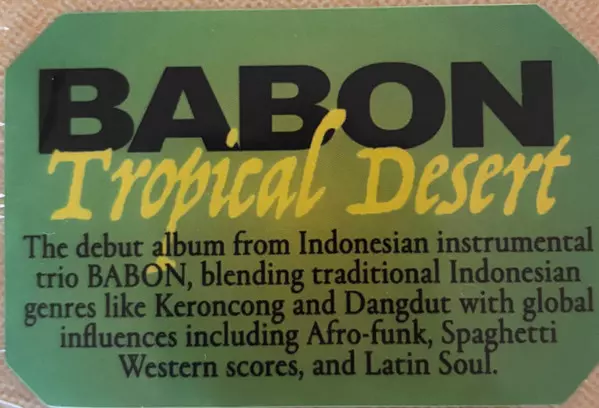 BABON
Tropical Desert
The debut album from Indonesian instrumental
trio BABON, blending traditional Indonesian
genres like Keroncong and Dangdut with global
influences including Afro-funk, Spaghetti
Western scores, and Latin Soul.